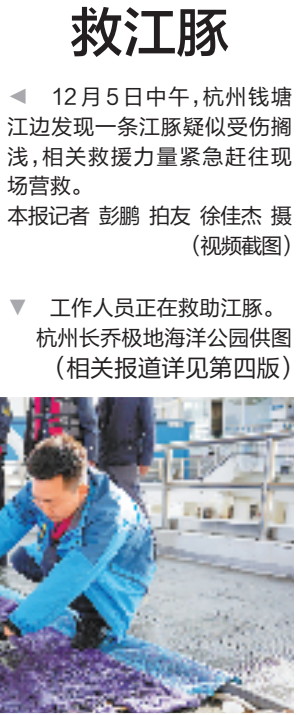 救江豚
◀ 12月5日中午，杭州钱塘
江边发现一条江豚疑似受伤搁
浅，相关救援力量紧急赶往现
场营救。
本报记者 彭鹏 拍友 徐佳杰 摄
（视频截图）
▼ 工作人员正在救助江豚。
杭州长乔极地海洋公园供图
（相关报道详见第四版）